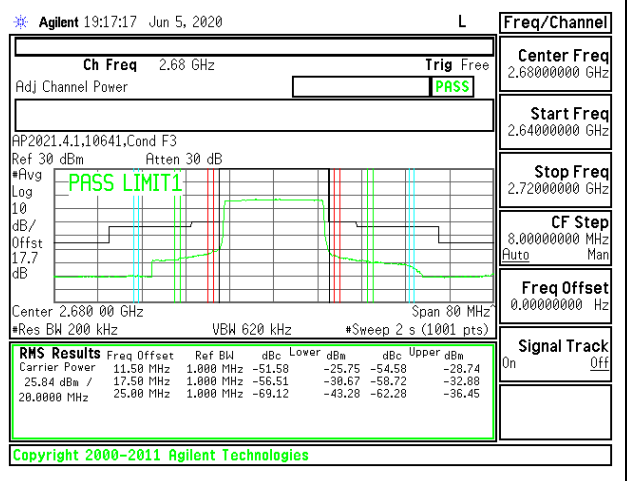 Agilent 19:17:17 Jun 5, 2020 L
Freq/Channel
Ch Freq 2.68 GHz Trig Free
Adj Channel Power PASS
AP2021.4.1,10641,Cond F3
Ref 30 dBm Atten 30 dB
#Avg
Log
10
dB/
Offst
17.7
dB
PASS LIMIT1
Center 2.680 00 GHz Span 80 MHz^
#Res BW 200 kHz VBW 620 kHz #Sweep 2 s (1001 pts)
RMS Results Freq Offset Ref BW dBc Lower dBm dBc Upper dBm
Carrier Power 11.50 MHz 1.000 MHz -51.58 -25.75 -54.58 -28.74
25.84 dBm / 17.50 MHz 1.000 MHz -56.51 -30.67 -58.72 -32.88
20.0000 MHz 25.00 MHz 1.000 MHz -69.12 -43.28 -62.28 -36.45
Center Freq
2.68000000 GHz
Start Freq
2.64000000 GHz
Stop Freq
2.72000000 GHz
CF Step
8.00000000 MHz
Auto Man
Freq Offset
0.00000000 Hz
Signal Track
On Off
Copyright 2000-2011 Agilent Technologies